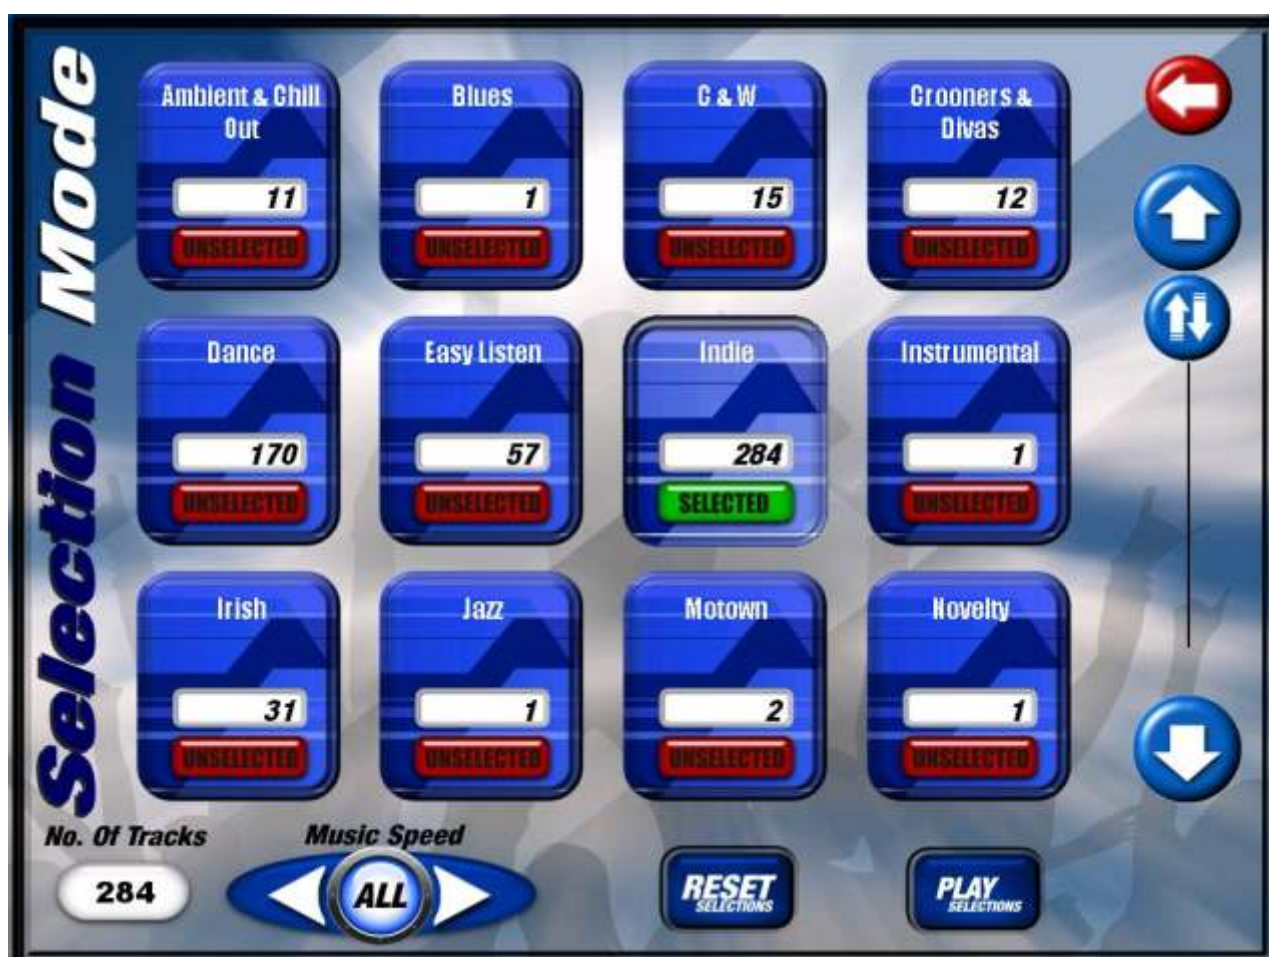 Selection Mode
Ambient & Chill
Out
11
UNSELECTED
Blues
1
UNSELECTED
C & W
15
UNSELECTED
Crooners &
Divas
12
UNSELECTED
Dance
170
UNSELECTED
Easy Listen
57
UNSELECTED
Indie
284
SELECTED
Instrumental
1
UNSELECTED
Irish
31
UNSELECTED
Jazz
1
UNSELECTED
Motown
2
UNSELECTED
Novelty
1
UNSELECTED
No. Of Tracks
284
Music Speed
ALL
RESET
SELECTIONS
PLAY
SELECTIONS